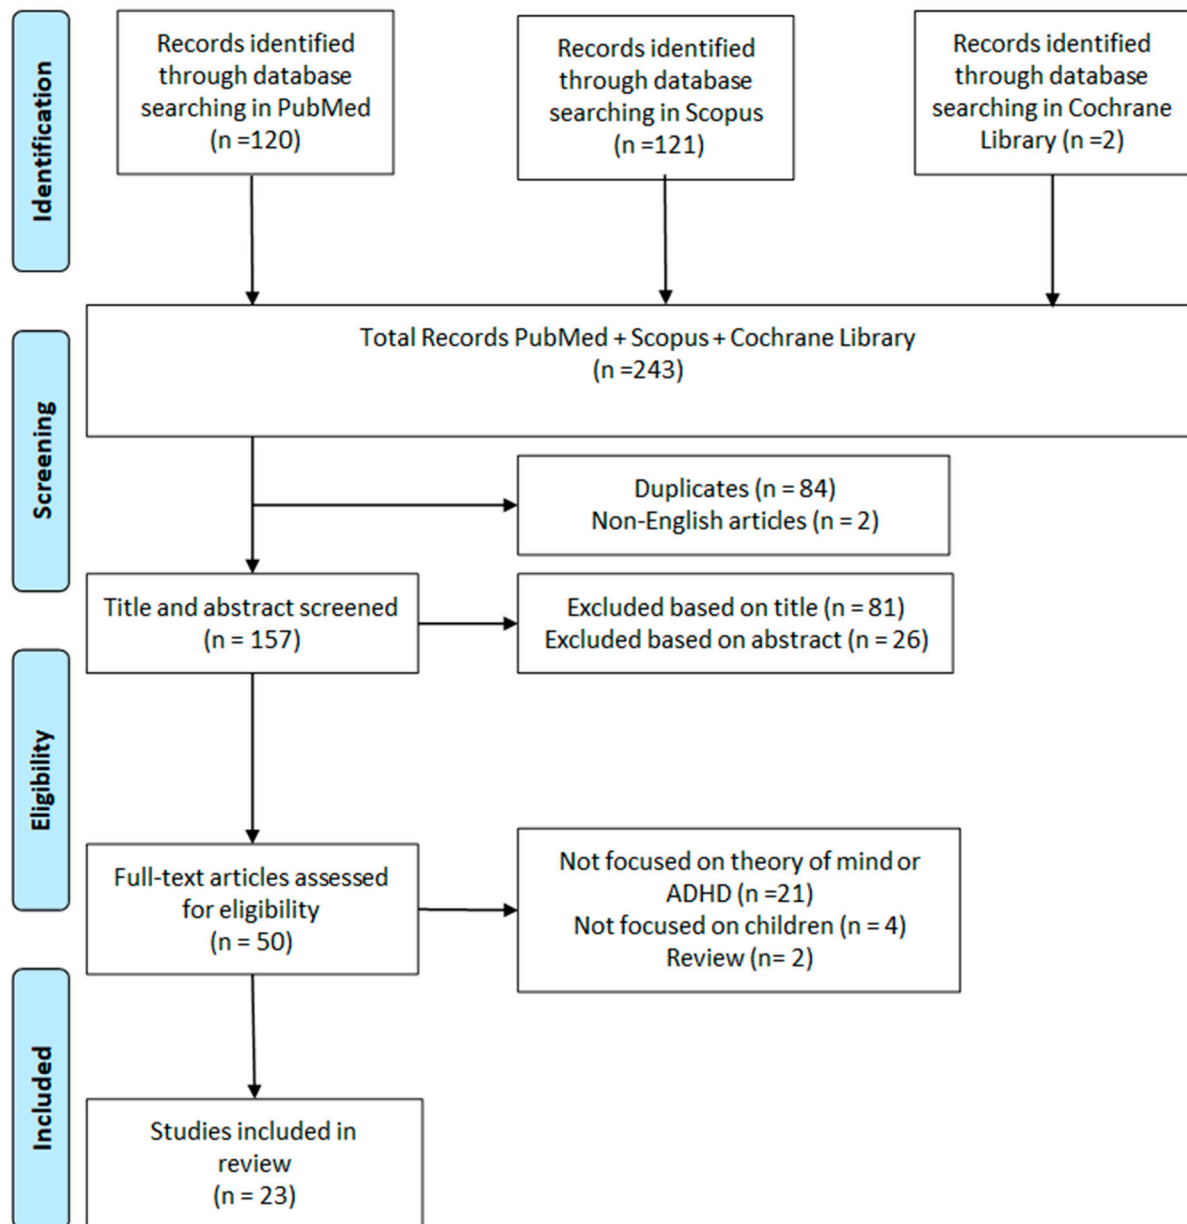 Identification
Records identified
through database
searching in PubMed
(n =120)
Records identified
through database
searching in Scopus
(n =121)
Records identified
through database
searching in Cochrane
Library (n =2)
Screening
Total Records PubMed + Scopus + Cochrane Library
(n =243)
Duplicates (n = 84)
Non-English articles (n = 2)
Title and abstract screened
(n = 157)
Excluded based on title (n = 81)
Excluded based on abstract (n = 26)
Eligibility
Full-text articles assessed
for eligibility
(n = 50)
Not focused on theory of mind or
ADHD (n =21)
Not focused on children (n = 4)
Review (n= 2)
Included
Studies included in
review
(n = 23)